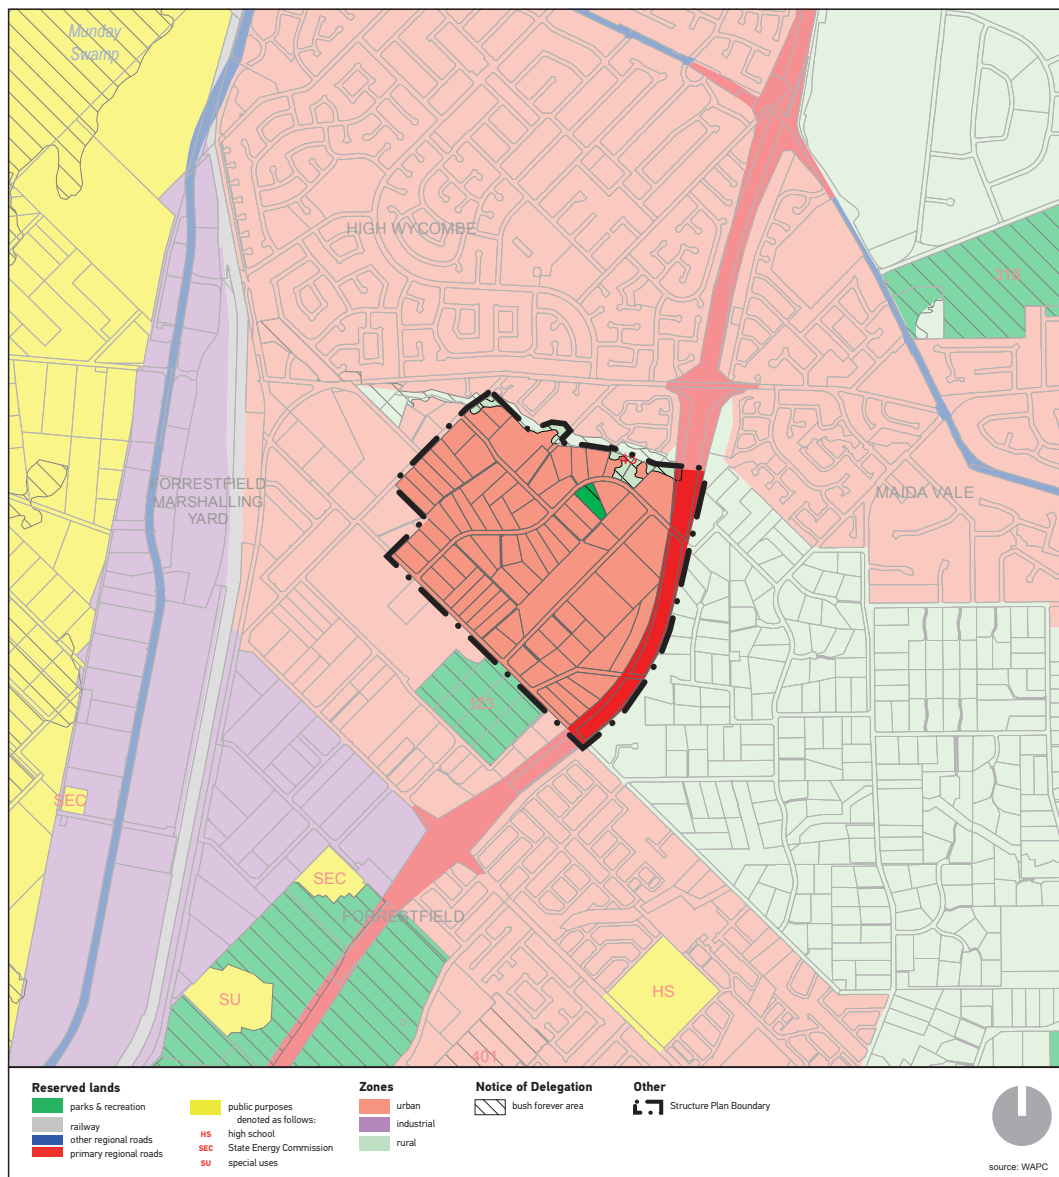 Munday
Swamp
HIGH WYCOMBE
316
FORRESTFIELD
MARSHALLING
YARD
MAIDA VALE
123
SEC
SEC
FORRESTFIELD
SU
HS
401
Reserved lands
parks & recreation
railway
other regional roads
primary regional roads
public purposes
denoted as follows:
HS high school
SEC State Energy Commission
SU special uses
Zones
urban
industrial
rural
Notice of Delegation
bush forever area
Other
Structure Plan Boundary
source: WAPC